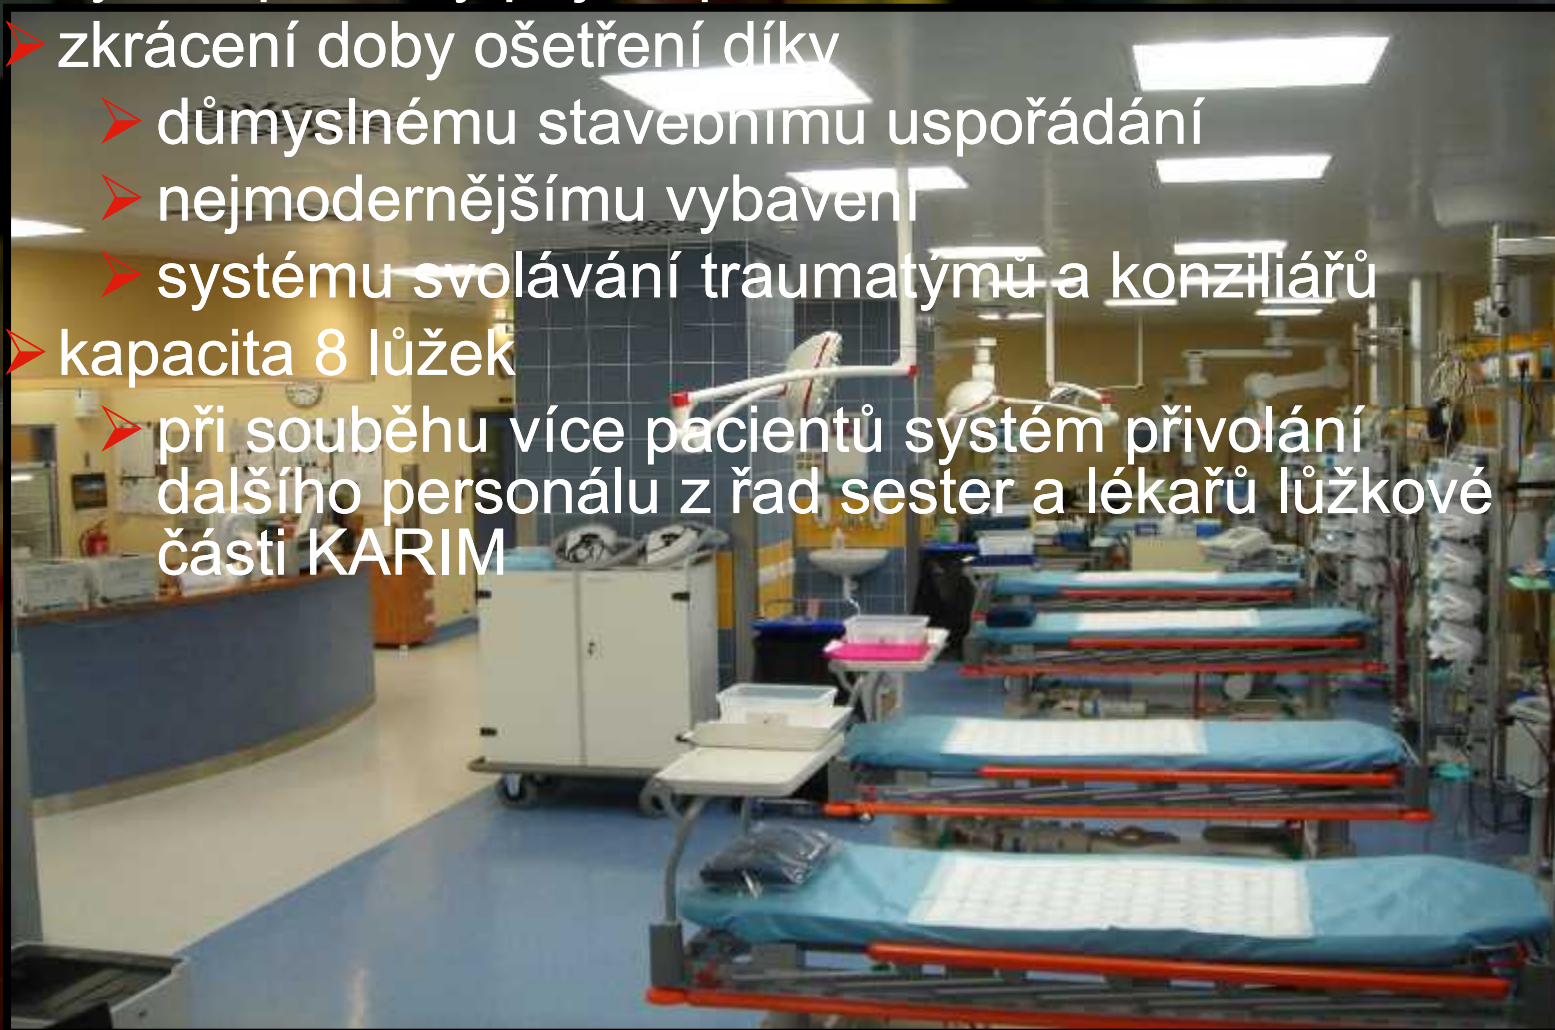 zkrácení doby ošetření díky
důmyslnému stavebnímu uspořádání
nejmodernějšímu vybavení
systému svolávání traumatýmů a konziliářů
kapacita 8 lůžek
při souběhu více pacientů systém přivolání
dalšího personálu z řad sester a lékařů lůžkové
části KARIM